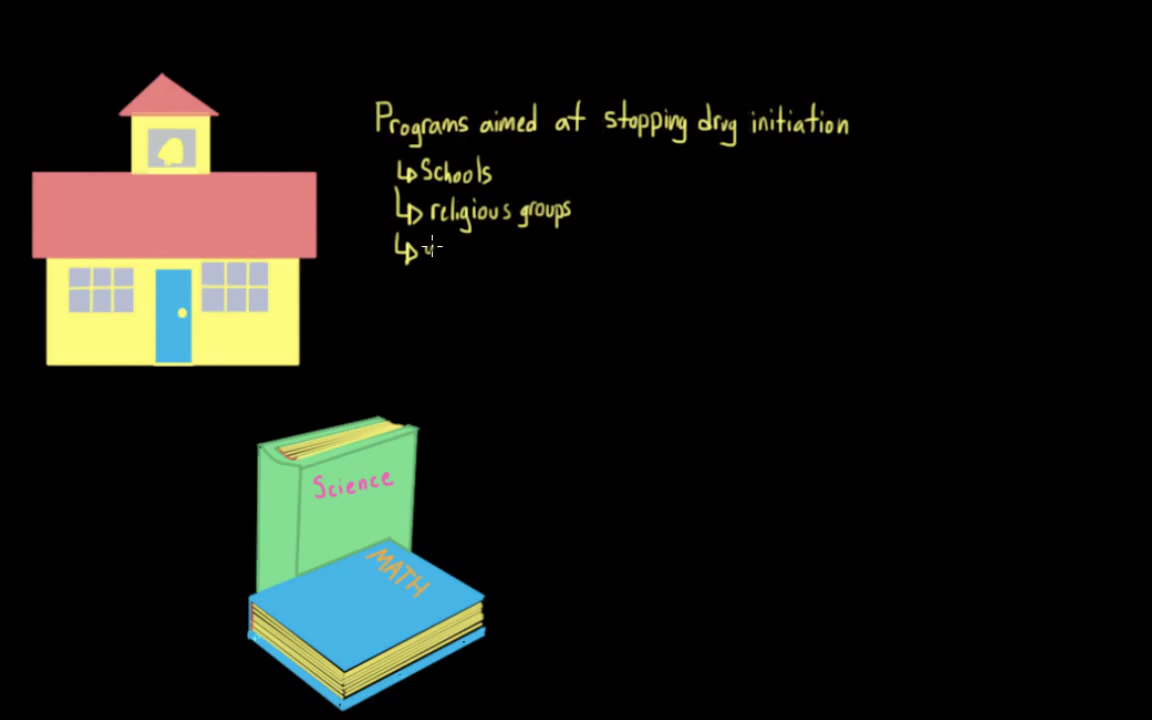 Programs aimed at stopping drug initiation
↳ Schools
↳ religious groups
↳
Science
MATH